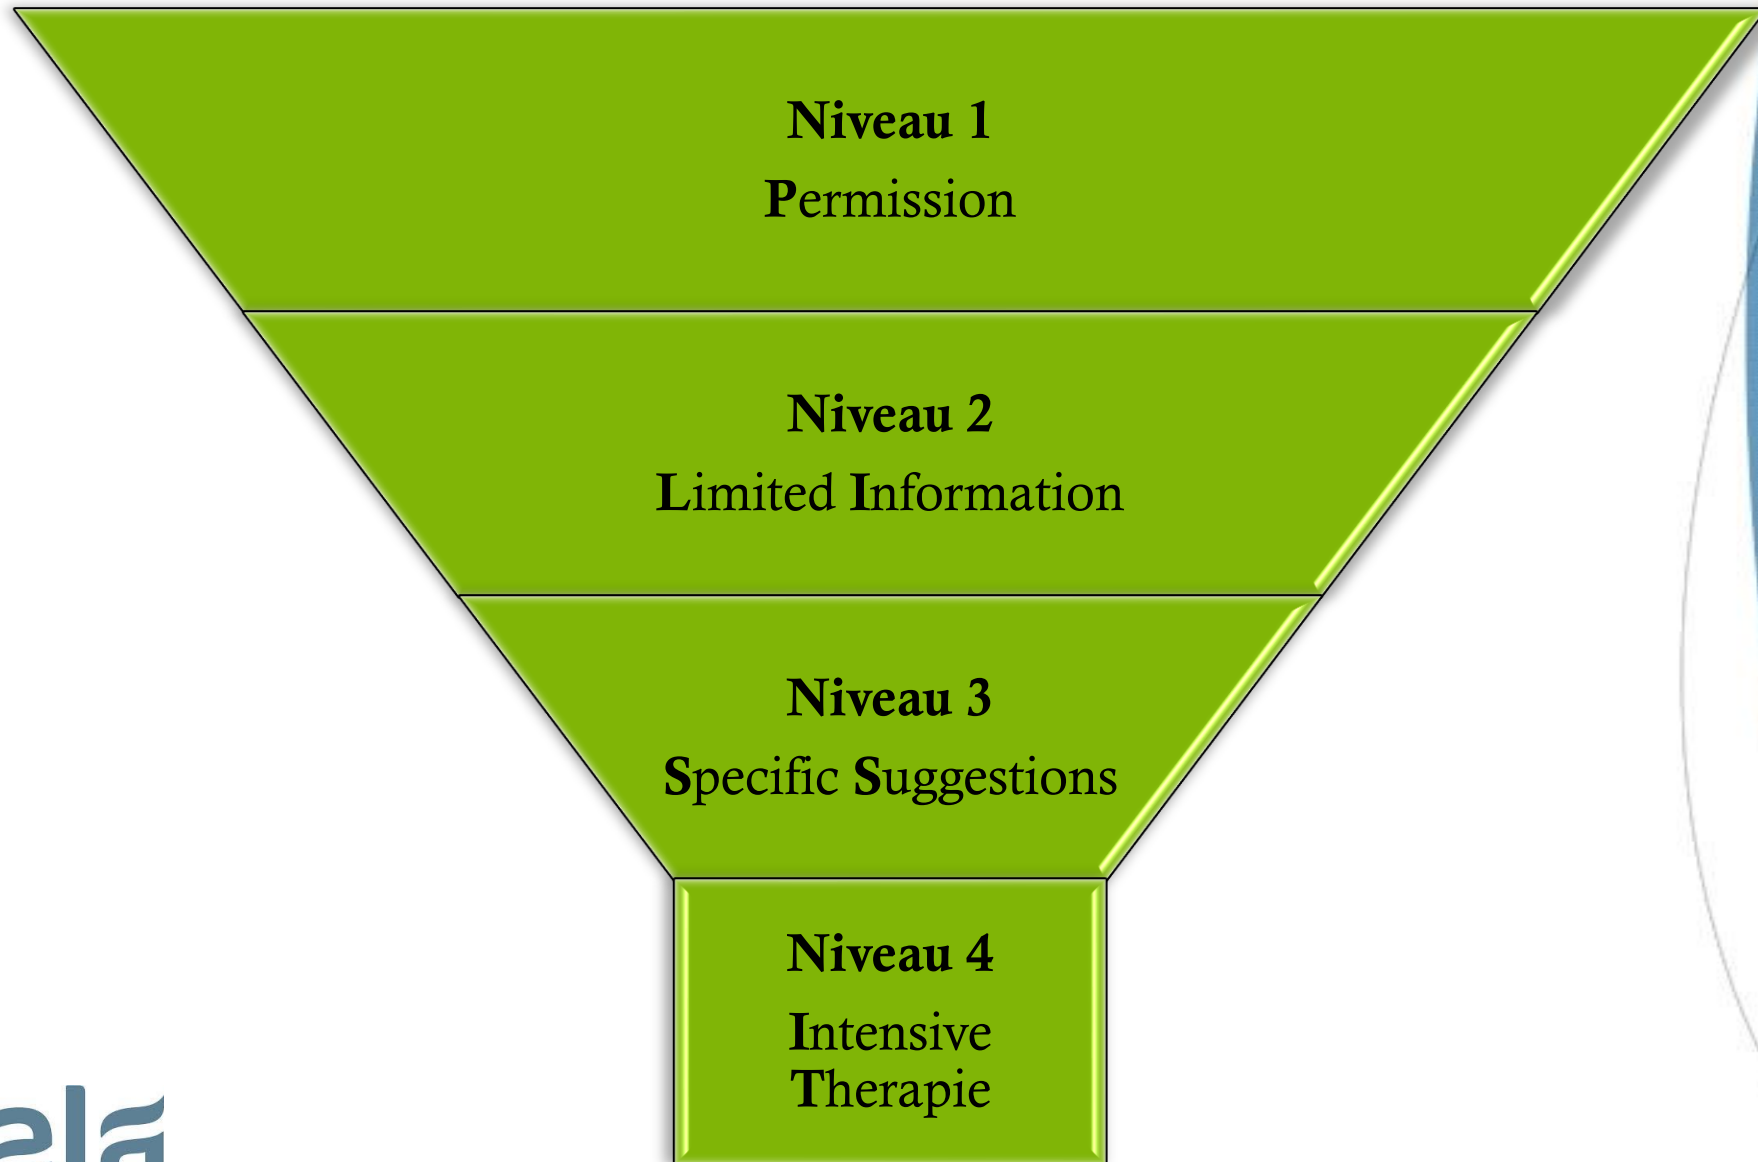 Niveau 1
Permission
Niveau 2
Limited Information
Niveau 3
Specific Suggestions
Niveau 4
Intensive
Therapie